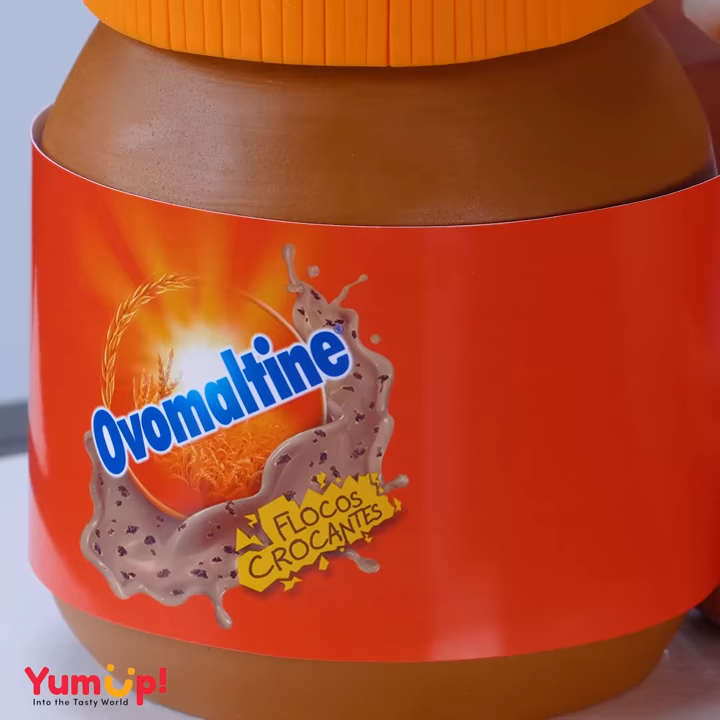 Ovomaltine
FLOCOS
CROCANTES
YumUp!
Into the Tasty World